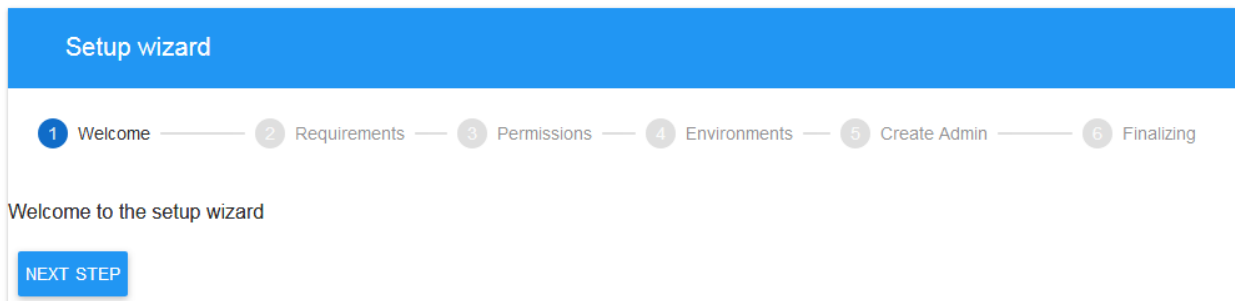 Setup wizard
1 Welcome 2 Requirements 3 Permissions 4 Environments 5 Create Admin 6 Finalizing
Welcome to the setup wizard
NEXT STEP